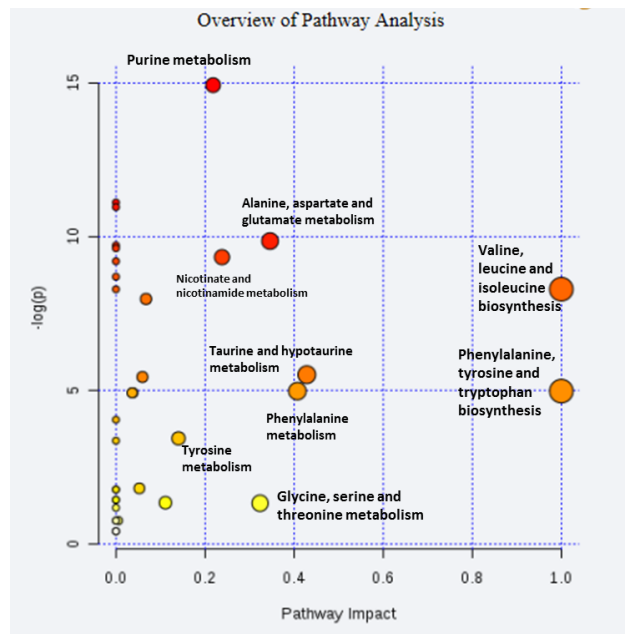 Overview of Pathway Analysis
Purine metabolism
15
Alanine, aspartate and
glutamate metabolism
10
Valine,
leucine and
isoleucine
biosynthesis
Nicotinate and
nicotinamide metabolism
-log(p)
Taurine and hypotaurine
metabolism
Phenylalanine,
tyrosine and
tryptophan
biosynthesis
5
Phenylalanine
metabolism
Tyrosine
metabolism
Glycine, serine and
threonine metabolism
0
0.0 0.2 0.4 0.6 0.8 1.0
Pathway Impact